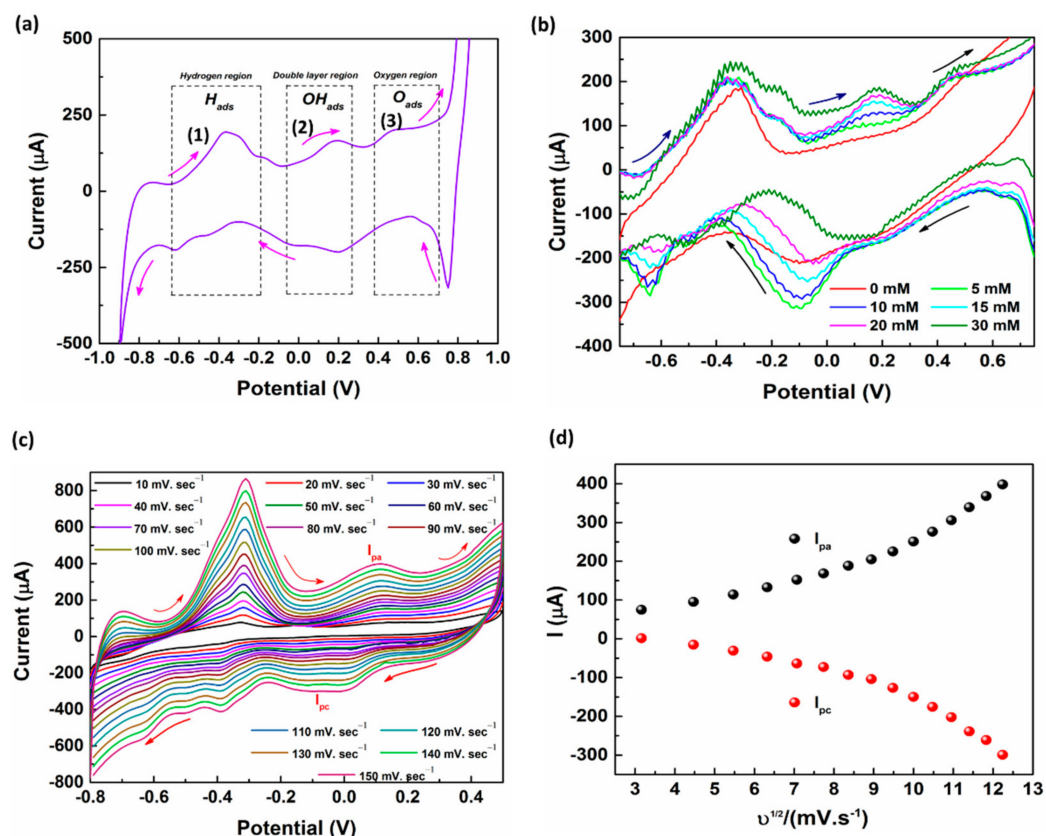 (a)
500
250
0
-250
-500
Current (μA)
Hydrogen region
H ads
(1)
Double layer region
OH ads
(2)
Oxygen region
O ads
(3)
-1.0 -0.8 -0.6 -0.4 -0.2 0.0 0.2 0.4 0.6 0.8 1.0
Potential (V)
(b)
300
200
100
0
-100
-200
-300
-400
Current (μA)
0 mM 5 mM
10 mM 15 mM
20 mM 30 mM
-0.6 -0.4 -0.2 0.0 0.2 0.4 0.6
Potential (V)
(c)
800
600
400
200
0
-200
-400
-600
-800
Current (μA)
10 mV. sec⁻¹ 20 mV. sec⁻¹ 30 mV. sec⁻¹
40 mV. sec⁻¹ 50 mV. sec⁻¹ 60 mV. sec⁻¹
70 mV. sec⁻¹ 80 mV. sec⁻¹ 90 mV. sec⁻¹
100 mV. sec⁻¹
I pa
I pc
110 mV. sec⁻¹ 120 mV. sec⁻¹
130 mV. sec⁻¹ 140 mV. sec⁻¹
150 mV. sec⁻¹
-0.8 -0.6 -0.4 -0.2 0.0 0.2 0.4
Potential (V)
(d)
400
300
200
100
0
-100
-200
-300
I (μA)
I pa
I pc
3 4 5 6 7 8 9 10 11 12 13
υ¹ᐟ²/(mV.s⁻¹)